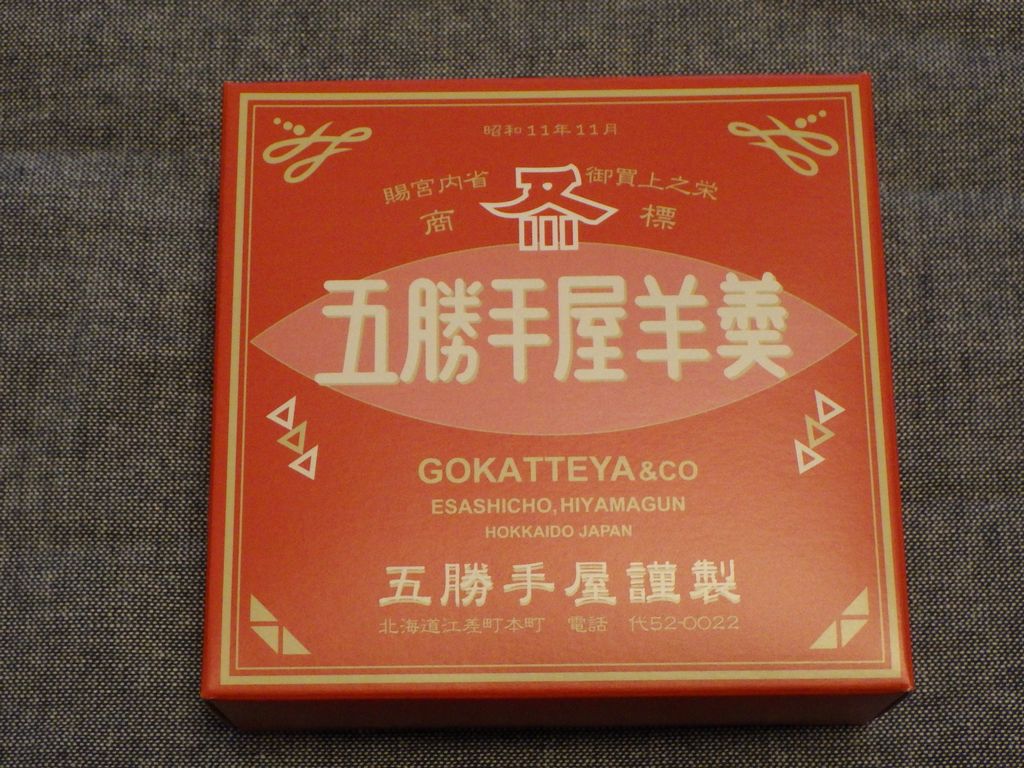 昭和11年11月
賜宮内省 御買上之栄
商標
五勝手屋羊羹
GOKATTEYA&CO
ESASHICHO,HIYAMAGUN
HOKKAIDO JAPAN
五勝手屋謹製
北海道江差町本町 電話 代52-0022